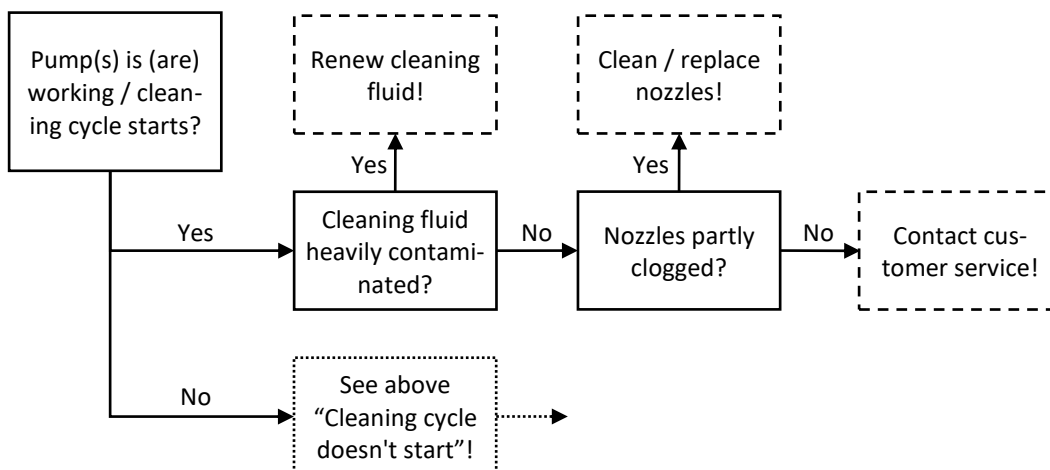 Pump(s) is (are)
working / clean-
ing cycle starts?
Renew cleaning
fluid!
Clean / replace
nozzles!
Yes
Yes
Yes
Cleaning fluid
heavily contami-
nated?
No
Nozzles partly
clogged?
No
Contact cus-
tomer service!
No
See above
“Cleaning cycle
doesn't start”!